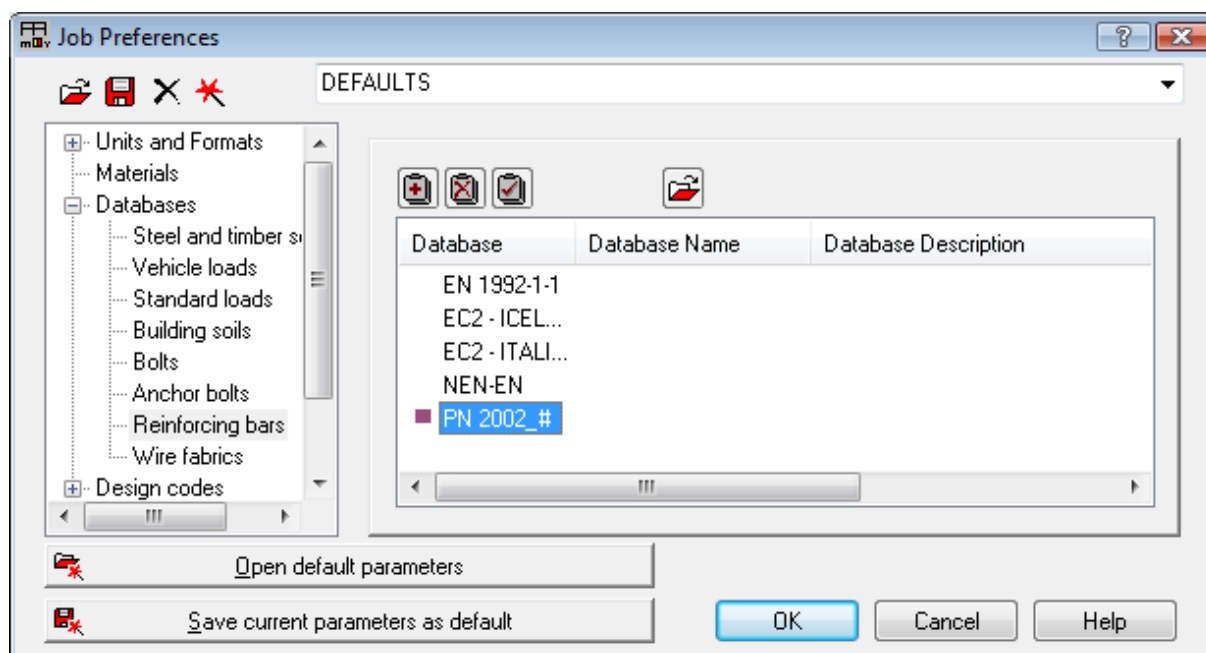 Job Preferences
DEFAULTS
Units and Formats
Materials
Databases
Steel and timber s
Vehicle loads
Standard loads
Building soils
Bolts
Anchor bolts
Reinforcing bars
Wire fabrics
Design codes
Database Database Name Database Description
EN 1992-1-1
EC2 - ICEL...
EC2 - ITALI...
NEN-EN
PN 2002_#
Open default parameters
Save current parameters as default
OK Cancel Help